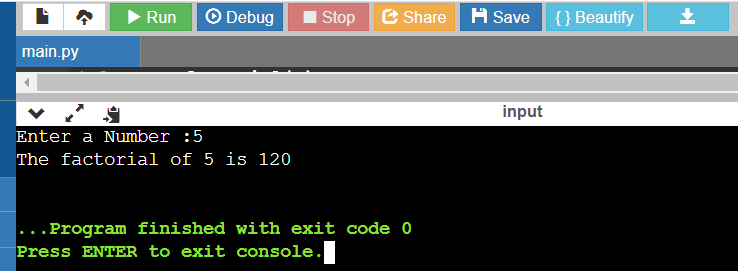 Run Debug Stop Share Save { } Beautify
main.py
input
Enter a Number :5
The factorial of 5 is 120
...Program finished with exit code 0
Press ENTER to exit console.